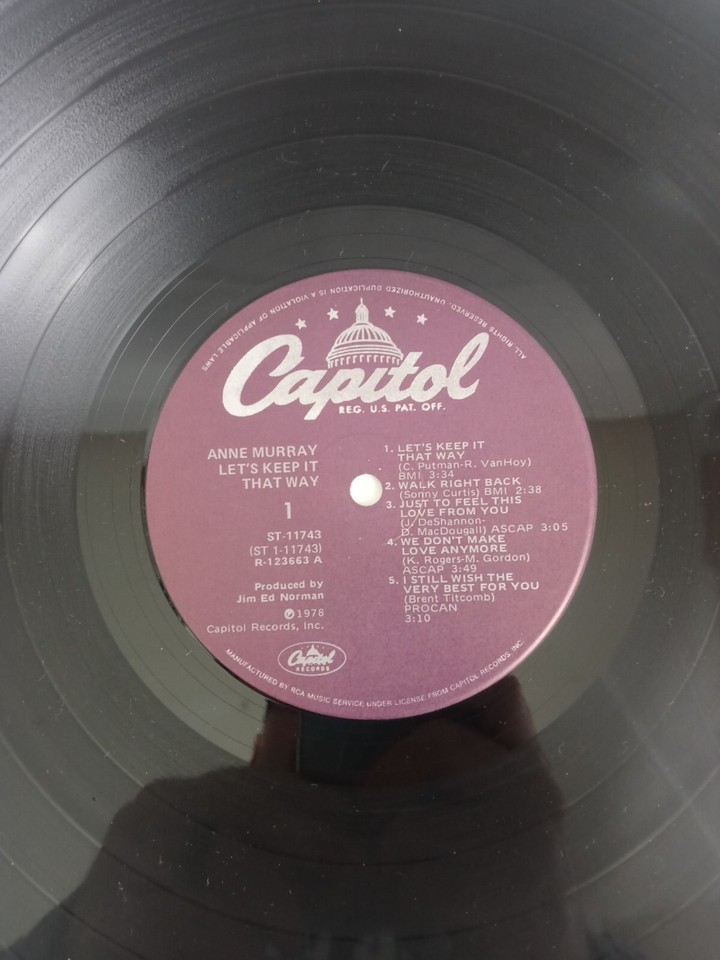 ALL RIGHTS RESERVED. UNAUTHORIZED DUPLICATION IS A VIOLATION OF APPLICABLE LAWS
Capitol
REG. U.S. PAT. OFF.
ANNE MURRAY
LET'S KEEP IT
THAT WAY
1
ST-11743
(ST 1-11743)
R-123663 A
Produced by
Jim Ed Norman
℗1978
Capitol Records, Inc.
1. LET'S KEEP IT
THAT WAY
(C. Putman-R. VanHoy)
BMI 3:34
2. WALK RIGHT BACK
(Sonny Curtis) BMI 2:38
3. JUST TO FEEL THIS
LOVE FROM YOU
(J. DeShannon-
D. MacDougall) ASCAP 3:05
4. WE DON'T MAKE
LOVE ANYMORE
(K. Rogers-M. Gordon)
ASCAP 3:49
5. I STILL WISH THE
VERY BEST FOR YOU
(Brent Titcomb)
PROCAN
3:10
Capitol
RECORDS
MANUFACTURED BY RCA MUSIC SERVICE UNDER LICENSE FROM CAPITOL RECORDS, INC.